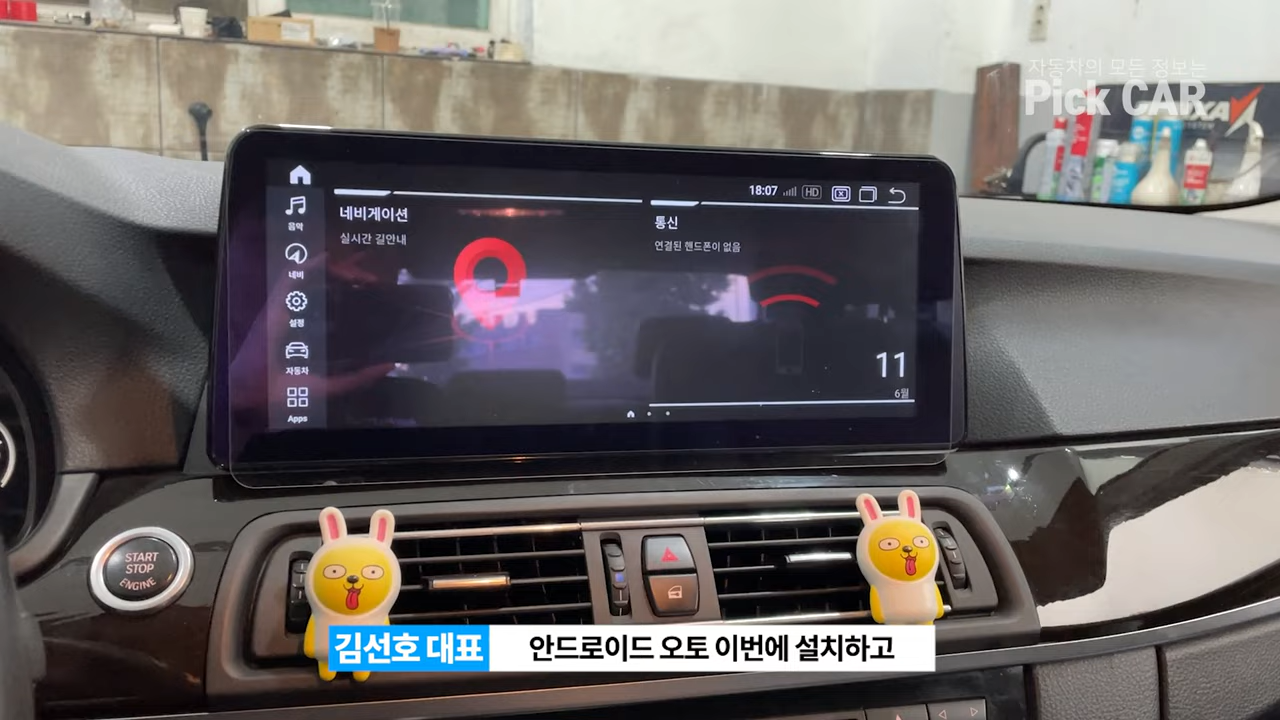 자동차의 모든 정보는
Pick CAR
XA
18:07
HD
네비게이션
실시간 길안내
통신
연결된 핸드폰이 없음
음악
네비
설정
자동차
Apps
11
6월
START
STOP
ENGINE
김선호 대표
안드로이드 오토 이번에 설치하고